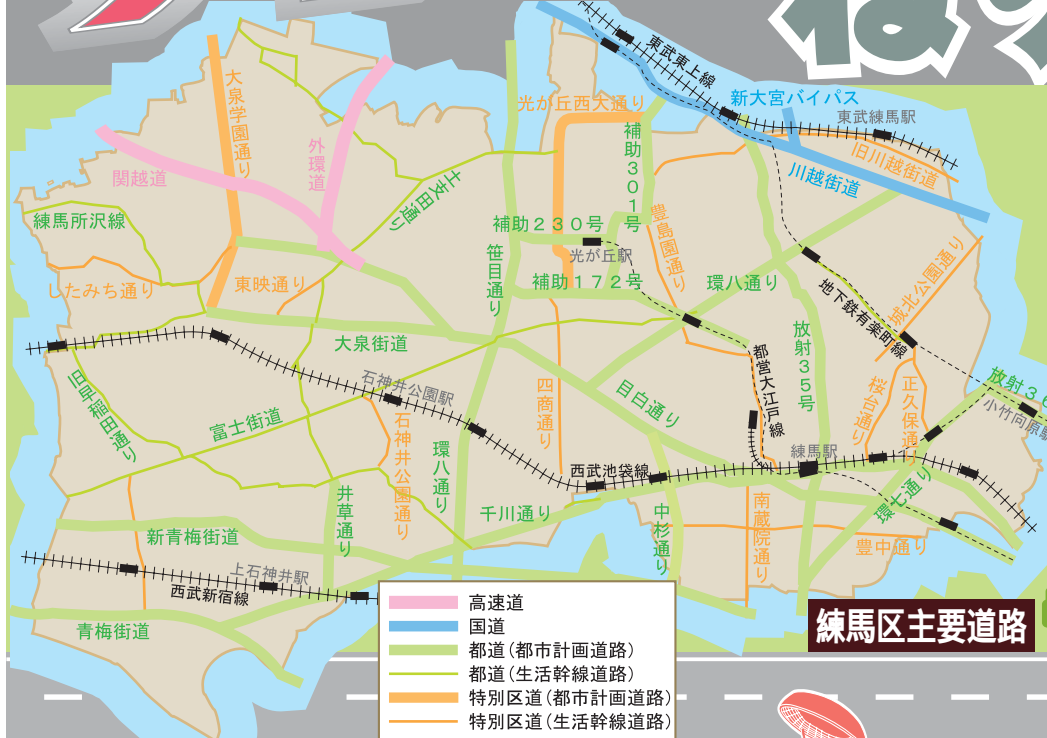 東武東上線
新大宮バイパス
東武練馬駅
光が丘西大通り
大泉学園通り
外環道
補助301号
旧川越街道
川越街道
関越道
土支田通り
練馬所沢線
補助230号
豊島園通り
光が丘駅
笹目通り
城北公園通り
したみち通り
東映通り
補助172号
環八通り
地下鉄有楽町線
放射35号
大泉街道
都営大江戸線
旧早稲田通り
石神井公園駅
四商通り
目白通り
桜台通り
正久保通り
放射36
小竹向原駅
富士街道
石神井公園通り
環八通り
練馬駅
西武池袋線
井草通り
千川通り
中杉通り
南蔵院通り
環七通り
新青梅街道
豊中通り
上石神井駅
西武新宿線
青梅街道
練馬区主要道路
高速道
国道
都道(都市計画道路)
都道(生活幹線道路)
特別区道(都市計画道路)
特別区道(生活幹線道路)